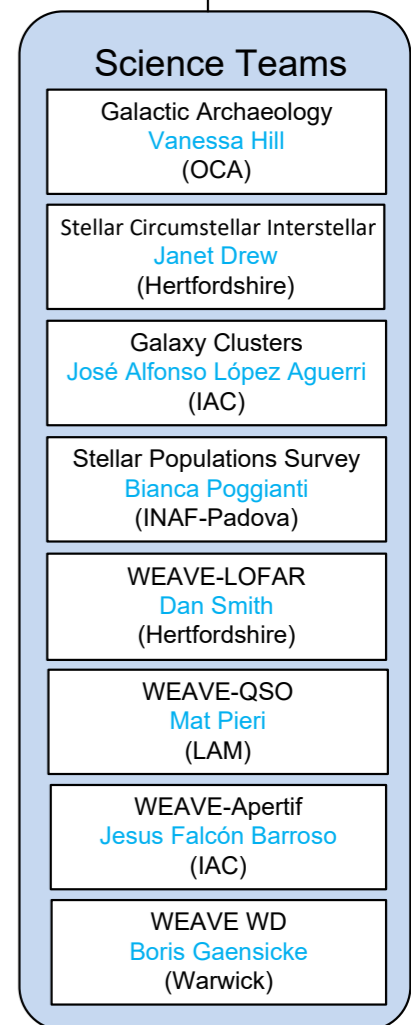 Science Teams
Galactic Archaeology
Vanessa Hill
(OCA)
Stellar Circumstellar Interstellar
Janet Drew
(Hertfordshire)
Galaxy Clusters
José Alfonso López Aguerri
(IAC)
Stellar Populations Survey
Bianca Poggianti
(INAF-Padova)
WEAVE-LOFAR
Dan Smith
(Hertfordshire)
WEAVE-QSO
Mat Pieri
(LAM)
WEAVE-Apertif
Jesus Falcón Barroso
(IAC)
WEAVE WD
Boris Gaensicke
(Warwick)